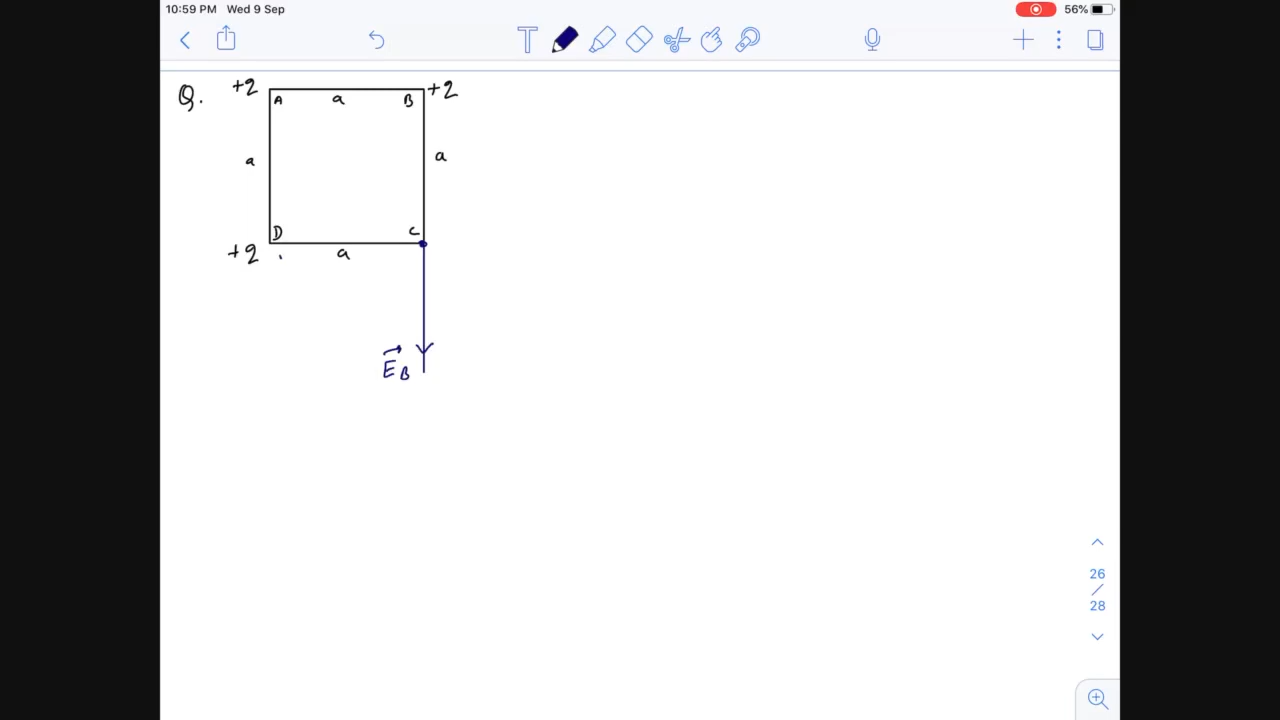 10:59 PM Wed 9 Sep
56%
Q. +2 A a B +2
a a
D C
+2 a
E⃗ B
26
/
28